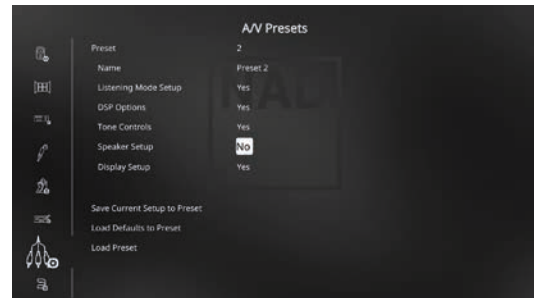 A/V Presets
Preset 2
Name Preset 2
Listening Mode Setup Yes
DSP Options Yes
Tone Controls Yes
Speaker Setup No
Display Setup Yes
Save Current Setup to Preset
Load Defaults to Preset
Load Preset